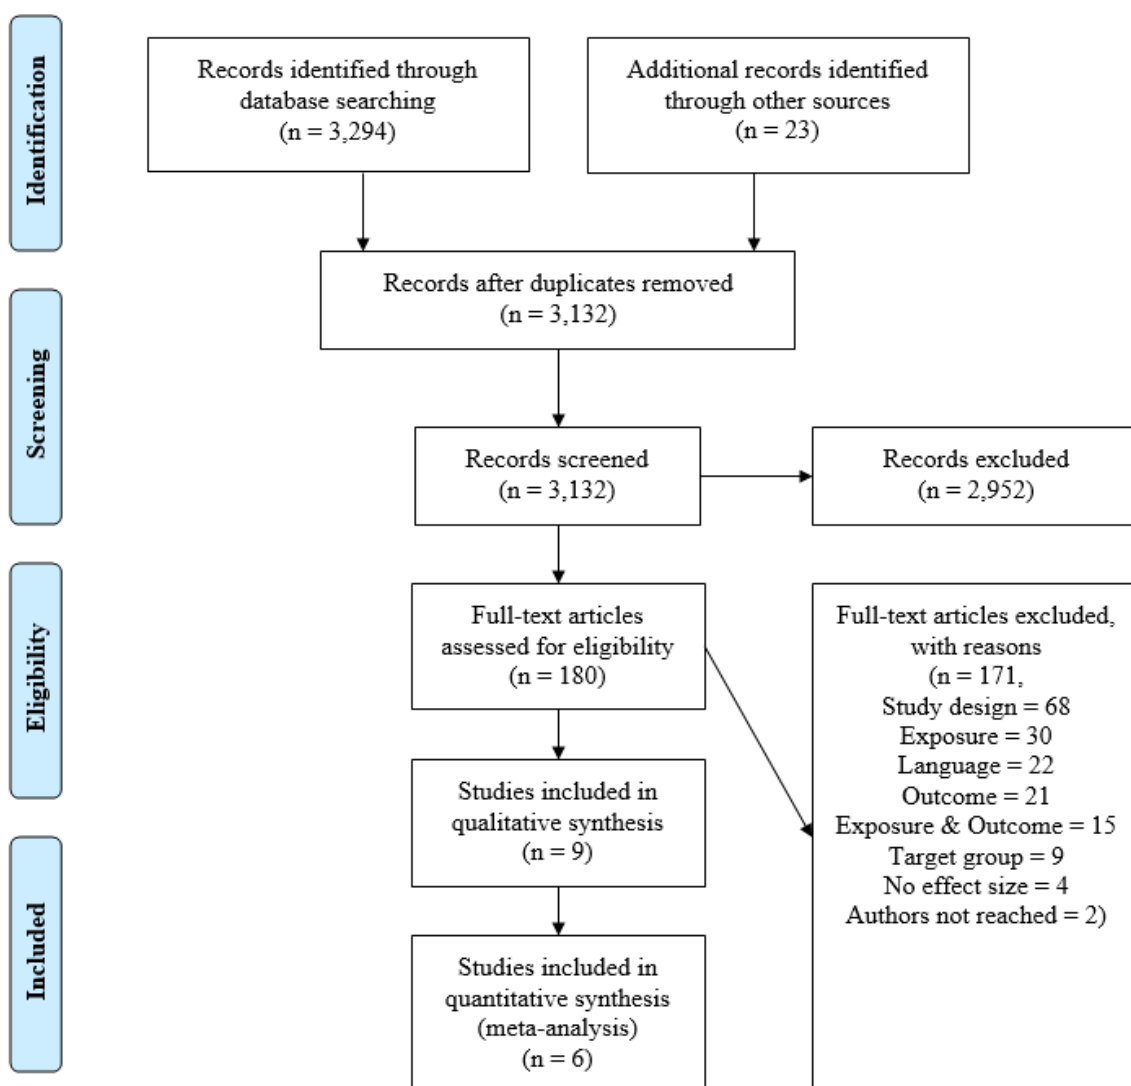 Identification
Records identified through
database searching
(n = 3,294)
Additional records identified
through other sources
(n = 23)
Records after duplicates removed
(n = 3,132)
Screening
Records screened
(n = 3,132)
Records excluded
(n = 2,952)
Eligibility
Full-text articles
assessed for eligibility
(n = 180)
Full-text articles excluded,
with reasons
(n = 171,
Study design = 68
Exposure = 30
Language = 22
Outcome = 21
Exposure & Outcome = 15
Target group = 9
No effect size = 4
Authors not reached = 2)
Studies included in
qualitative synthesis
(n = 9)
Included
Studies included in
quantitative synthesis
(meta-analysis)
(n = 6)